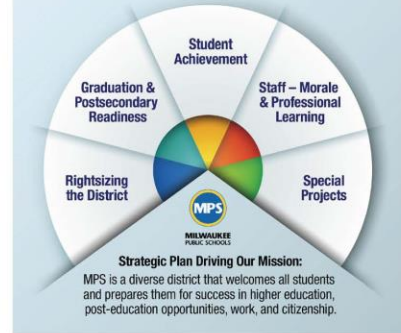 Student
Achievement
Graduation &
Postsecondary
Readiness
Staff – Morale
& Professional
Learning
Rightsizing
the District
Special
Projects
MPS
MILWAUKEE
PUBLIC SCHOOLS
Strategic Plan Driving Our Mission:
MPS is a diverse district that welcomes all students
and prepares them for success in higher education,
post-education opportunities, work, and citizenship.